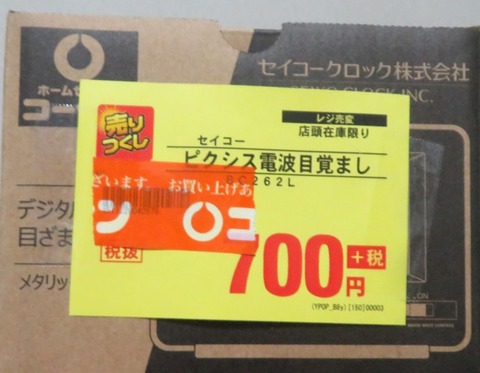 セイコークロック株式会社
SEIKO CLOCK INC.
ホームセ
コー
売り
つくし
レジ売変
店頭在庫限り
セイコー
ピクシス電波目覚まし
262L
ざいます。 お買い上げあ
ン コ
デジタル
目ざま
メタリッ
税抜
700円
+税
(YPOP_B8y)[150]00003